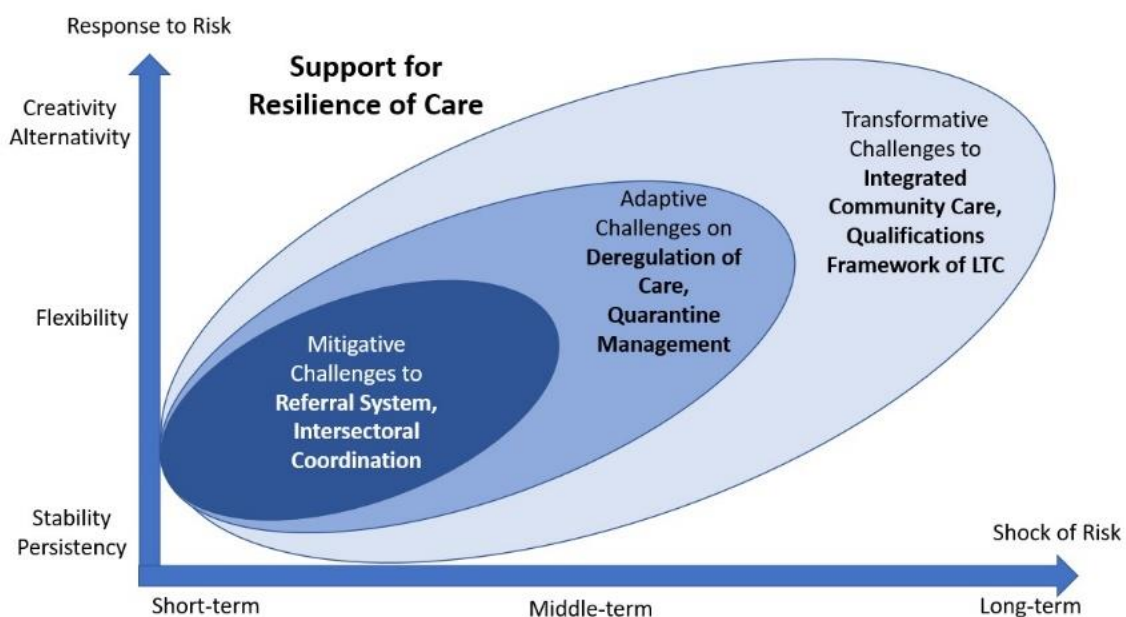 Response to Risk
Support for
Resilience of Care
Creativity
Alternativity
Transformative
Challenges to
Integrated
Community Care,
Qualifications
Framework of LTC
Adaptive
Challenges on
Deregulation of
Care,
Quarantine
Management
Flexibility
Mitigative
Challenges to
Referral System,
Intersectoral
Coordination
Stability
Persistency
Shock of Risk
Short-term
Middle-term
Long-term